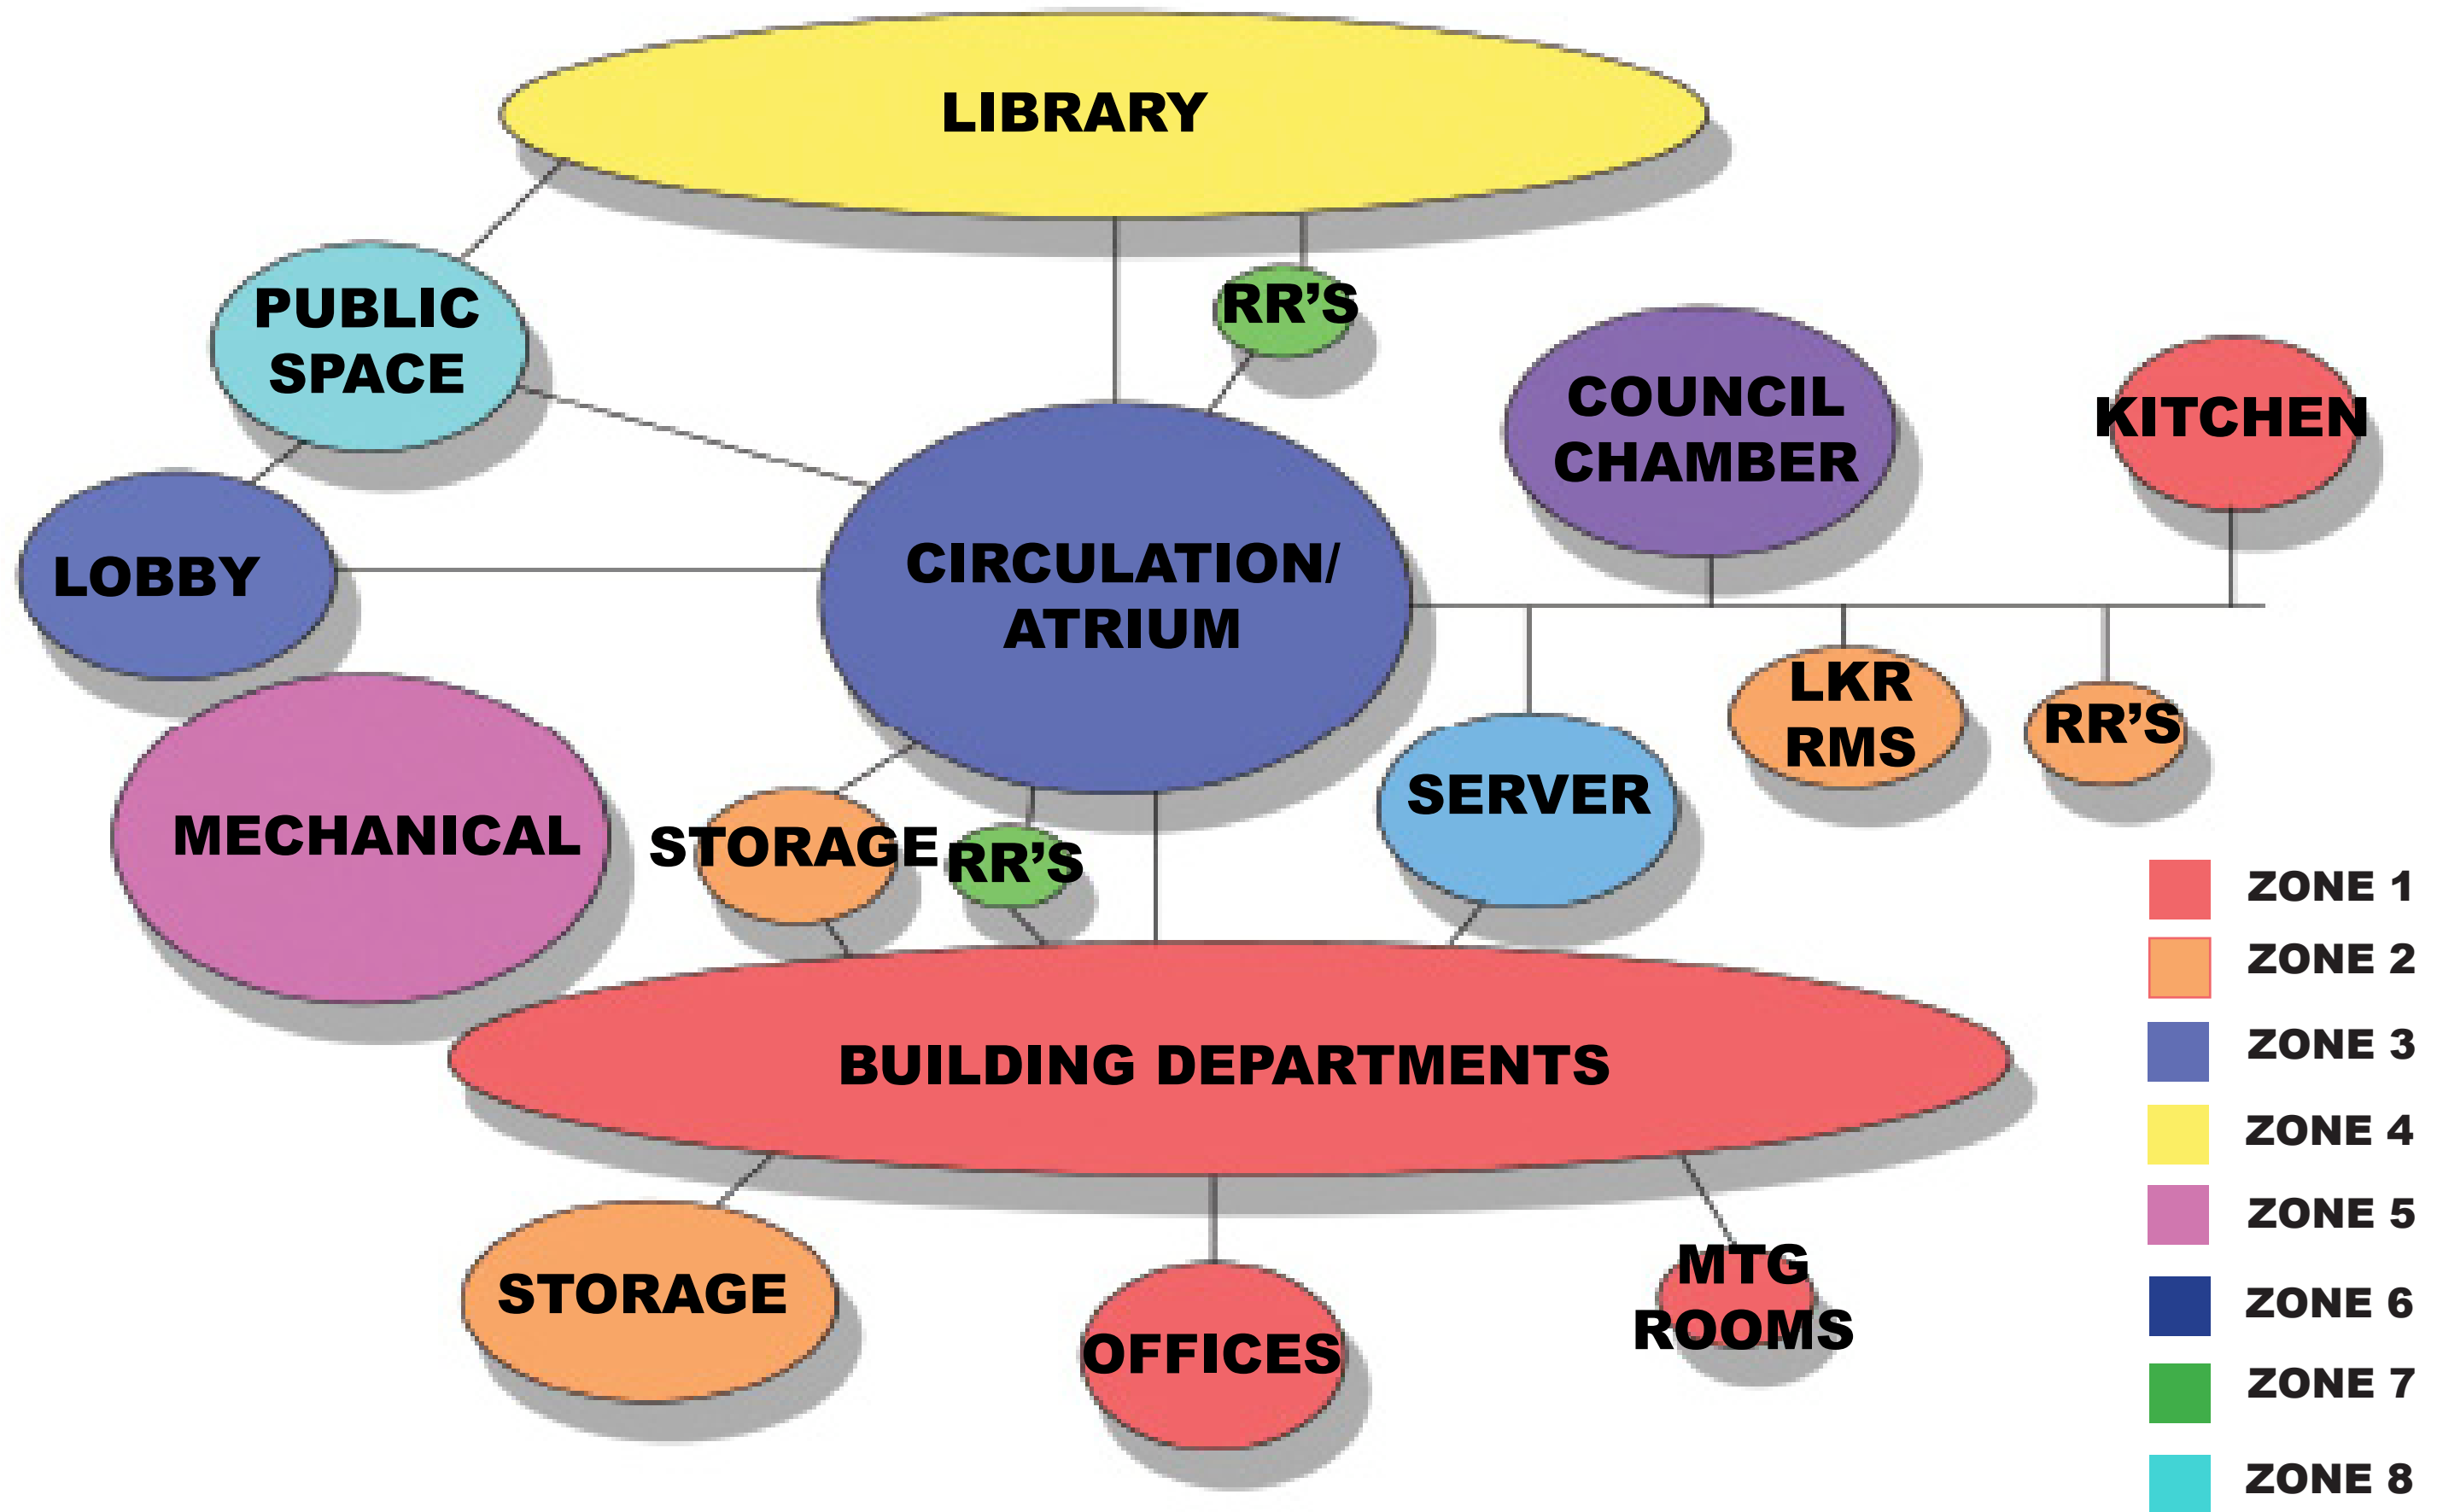 LIBRARY
PUBLIC
SPACE
RR’S
COUNCIL
CHAMBER
KITCHEN
LOBBY
CIRCULATION/
ATRIUM
LKR
RMS
RR’S
SERVER
MECHANICAL
STORAGE
RR’S
BUILDING DEPARTMENTS
STORAGE
OFFICES
MTG
ROOMS
ZONE 1
ZONE 2
ZONE 3
ZONE 4
ZONE 5
ZONE 6
ZONE 7
ZONE 8